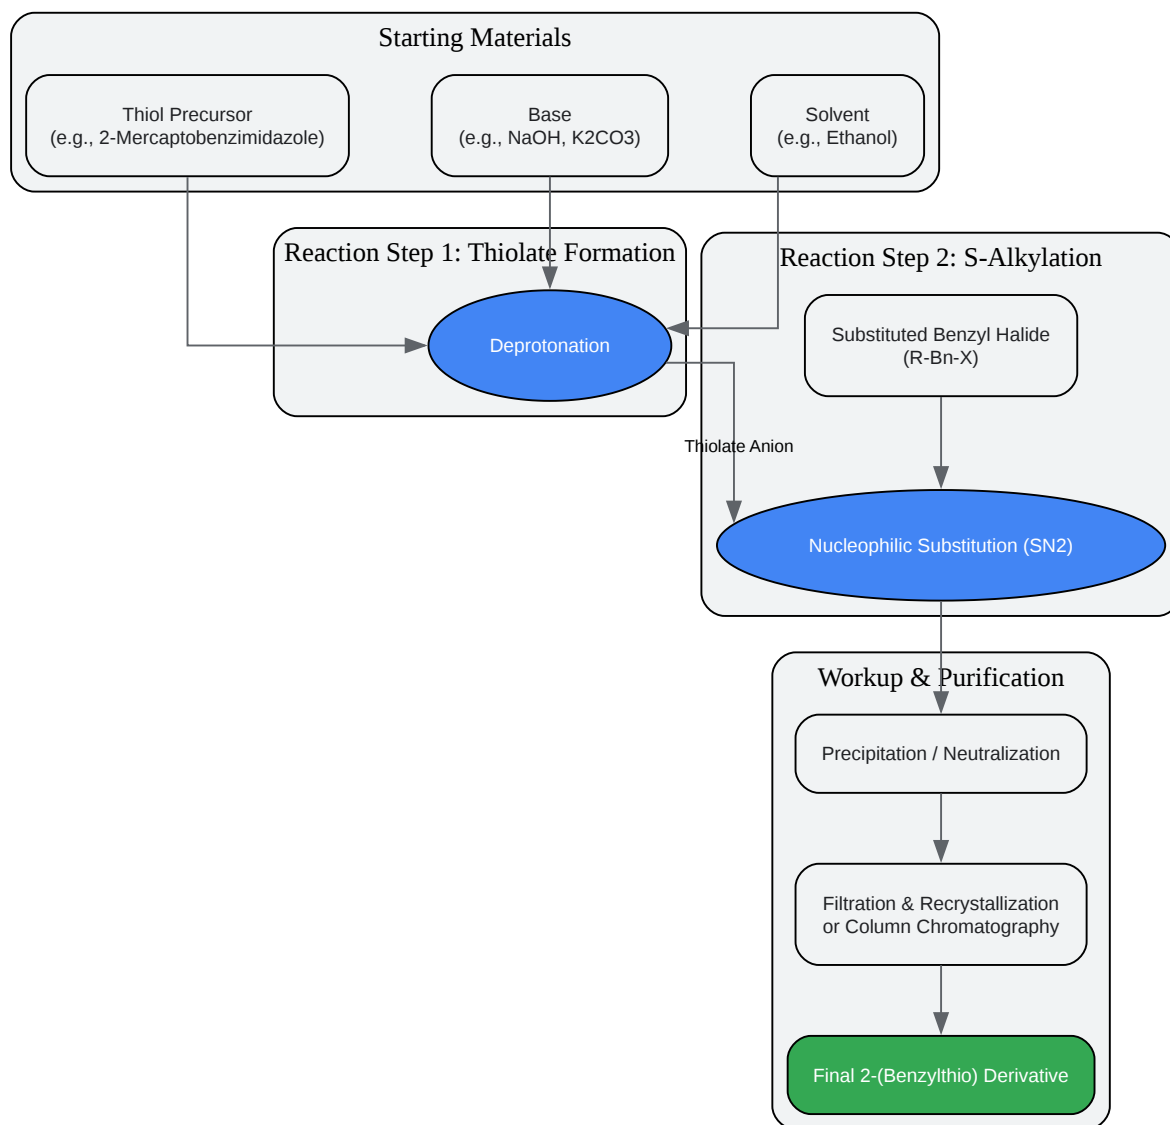 Starting Materials
Thiol Precursor
(e.g., 2-Mercaptobenzimidazole)
Base
(e.g., NaOH, K2CO3)
Solvent
(e.g., Ethanol)
Reaction Step 1: Thiolate Formation
Deprotonation
Thiolate Anion
Reaction Step 2: S-Alkylation
Substituted Benzyl Halide
(R-Bn-X)
Nucleophilic Substitution (SN2)
Workup & Purification
Precipitation / Neutralization
Filtration & Recrystallization
or Column Chromatography
Final 2-(Benzylthio) Derivative